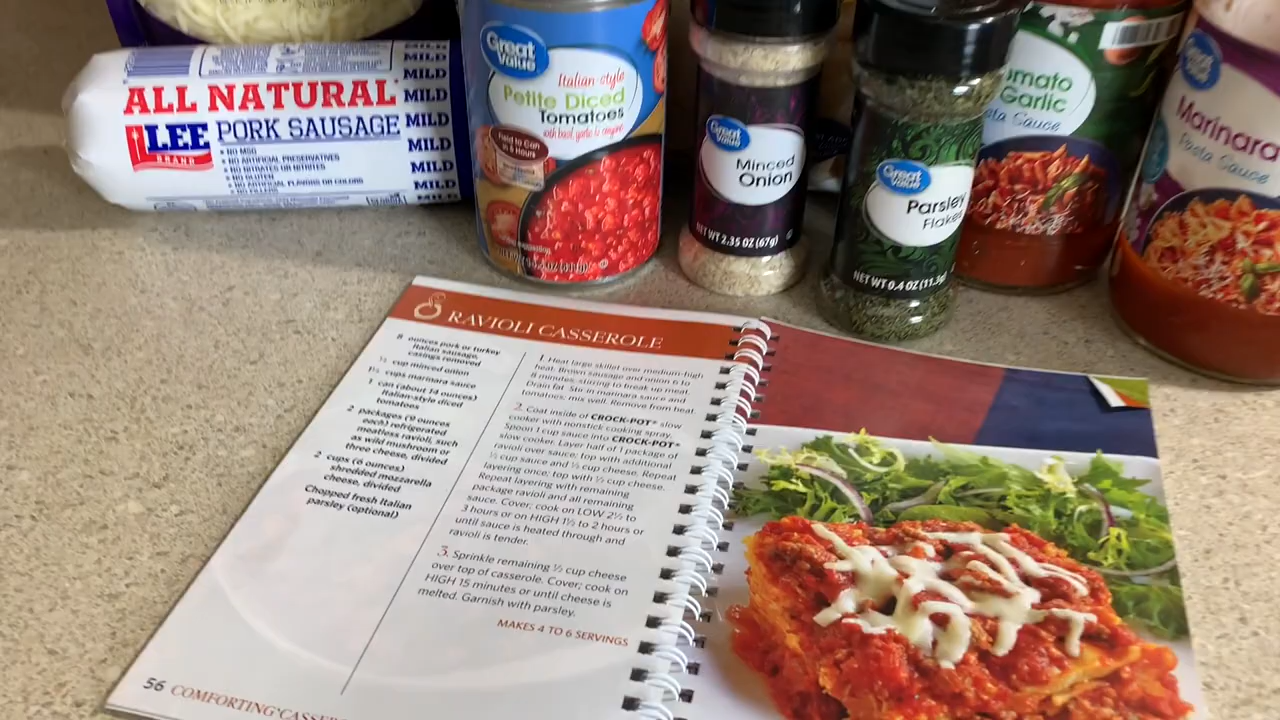 ALL NATURAL
LEE
BRAND
PORK SAUSAGE
• NO MSG
• NO ARTIFICIAL PRESERVATIVES
• NO NITRATES OR NITRITES
• NO GLUTEN
• NO ARTIFICIAL FLAVORS OR COLORS
• NO FILLERS
MILD
MILD
MILD
MILD
MILD
MILD
MILD
Great Value
Italian-style
Petite Diced
Tomatoes
with basil, garlic & oregano
Field to Can
in 5 Hours
Great Value
Minced
Onion
NET WT 2.35 OZ (67g)
Great Value
Parsley
Flakes
NET WT 0.4 OZ (11.3g)
omato
Garlic
sta Sauce
Great Value
Marinara
Pasta Sauce
RAVIOLI CASSEROLE
8 ounces pork or turkey
Italian sausage,
casings removed
½ cup minced onion
1½ cups marinara sauce
1 can (about 14 ounces)
Italian-style diced
tomatoes
2 packages (9 ounces
each) refrigerated
meatless ravioli, such
as wild mushroom or
three cheese, divided
2 cups (6 ounces)
shredded mozzarella
cheese, divided
Chopped fresh Italian
parsley (optional)
1. Heat large skillet over medium-high
heat. Brown sausage and onion 6 to
8 minutes, stirring to break up meat.
Drain fat. Stir in marinara sauce and
tomatoes; mix well. Remove from heat.
2. Coat inside of CROCK-POT® slow
cooker with nonstick cooking spray.
Spoon 1 cup sauce into CROCK-POT®
slow cooker. Layer half of 1 package of
ravioli over sauce; top with additional
½ cup sauce and ½ cup cheese. Repeat
layering once; top with ½ cup cheese.
Repeat layering with remaining
package ravioli and all remaining
sauce. Cover; cook on LOW 2½ to
3 hours or on HIGH 1½ to 2 hours or
until sauce is heated through and
ravioli is tender.
3. Sprinkle remaining ½ cup cheese
over top of casserole. Cover; cook on
HIGH 15 minutes or until cheese is
melted. Garnish with parsley.
MAKES 4 TO 6 SERVINGS
56 COMFORTING CASSER